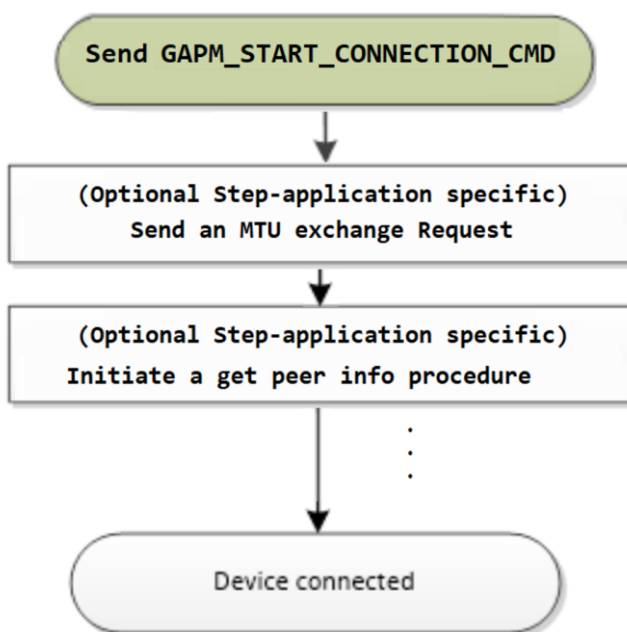 Send GAPM_START_CONNECTION_CMD
(Optional Step-application specific)
Send an MTU exchange Request
(Optional Step-application specific)
Initiate a get peer info procedure
.
.
.
Device connected